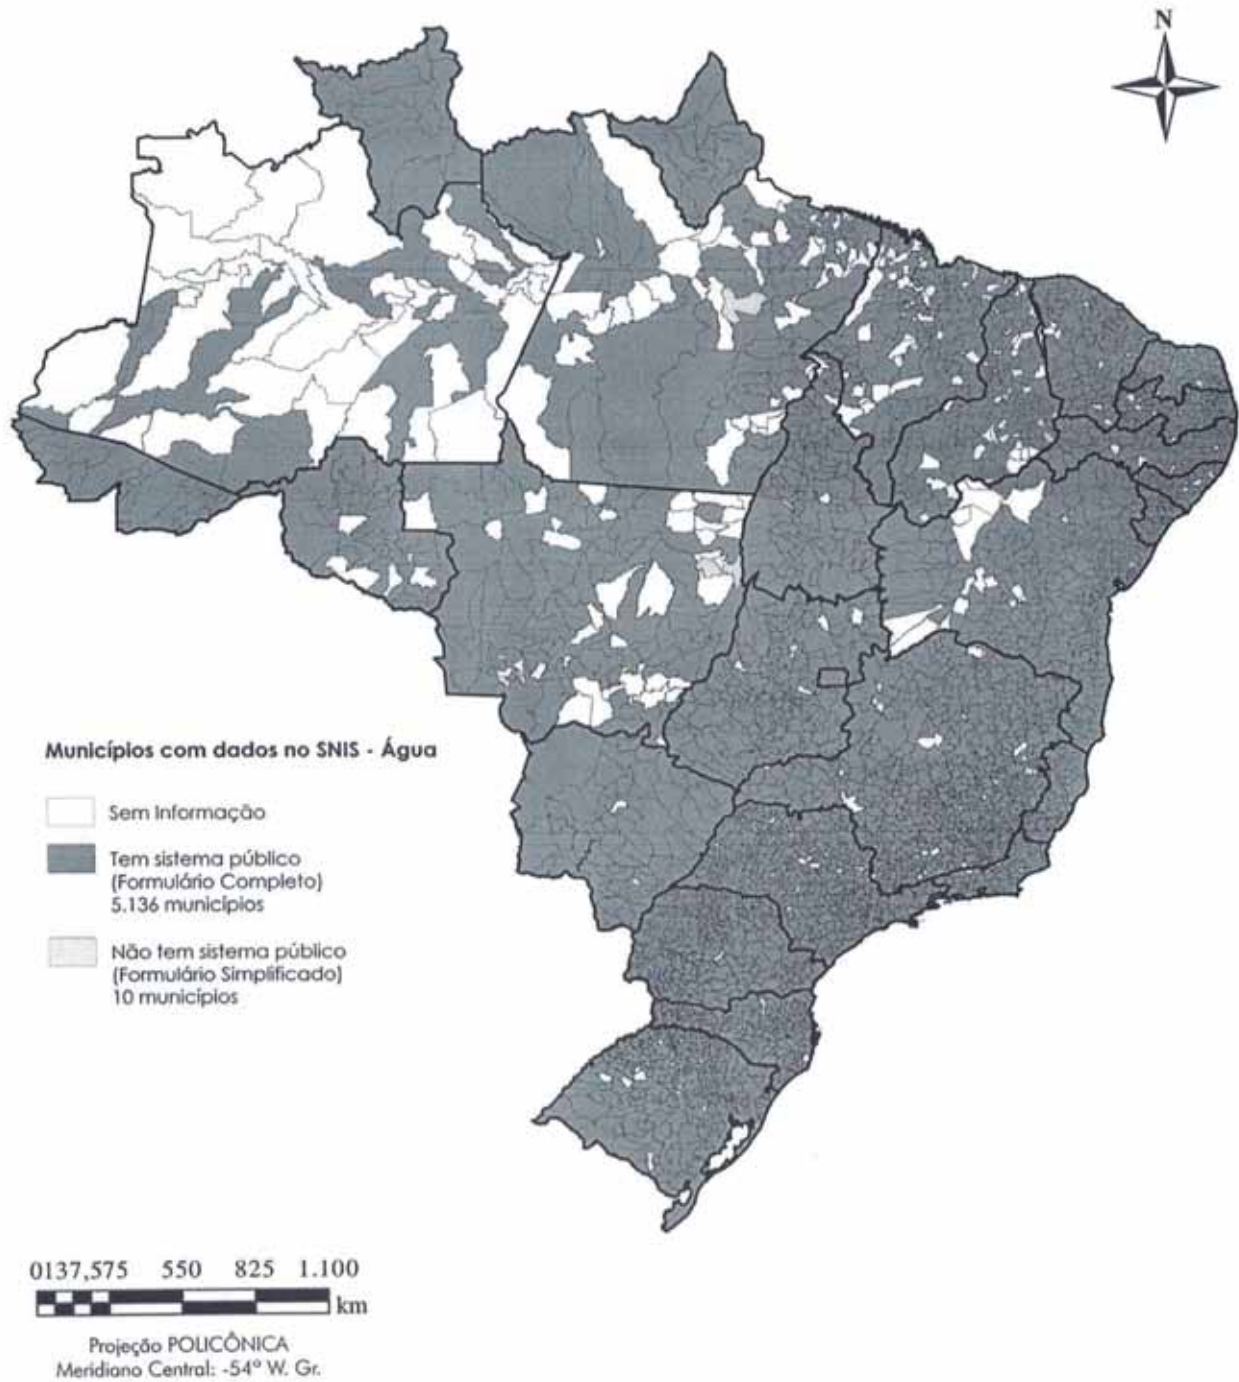 N
Municípios com dados no SNIS - Água
Sem Informação
Tem sistema público
(Formulário Completo)
5.136 municípios
Não tem sistema público
(Formulário Simplificado)
10 municípios
0137,575 550 825 1.100
km
Projeção POLICÔNICA
Meridiano Central: -54º W. Gr.